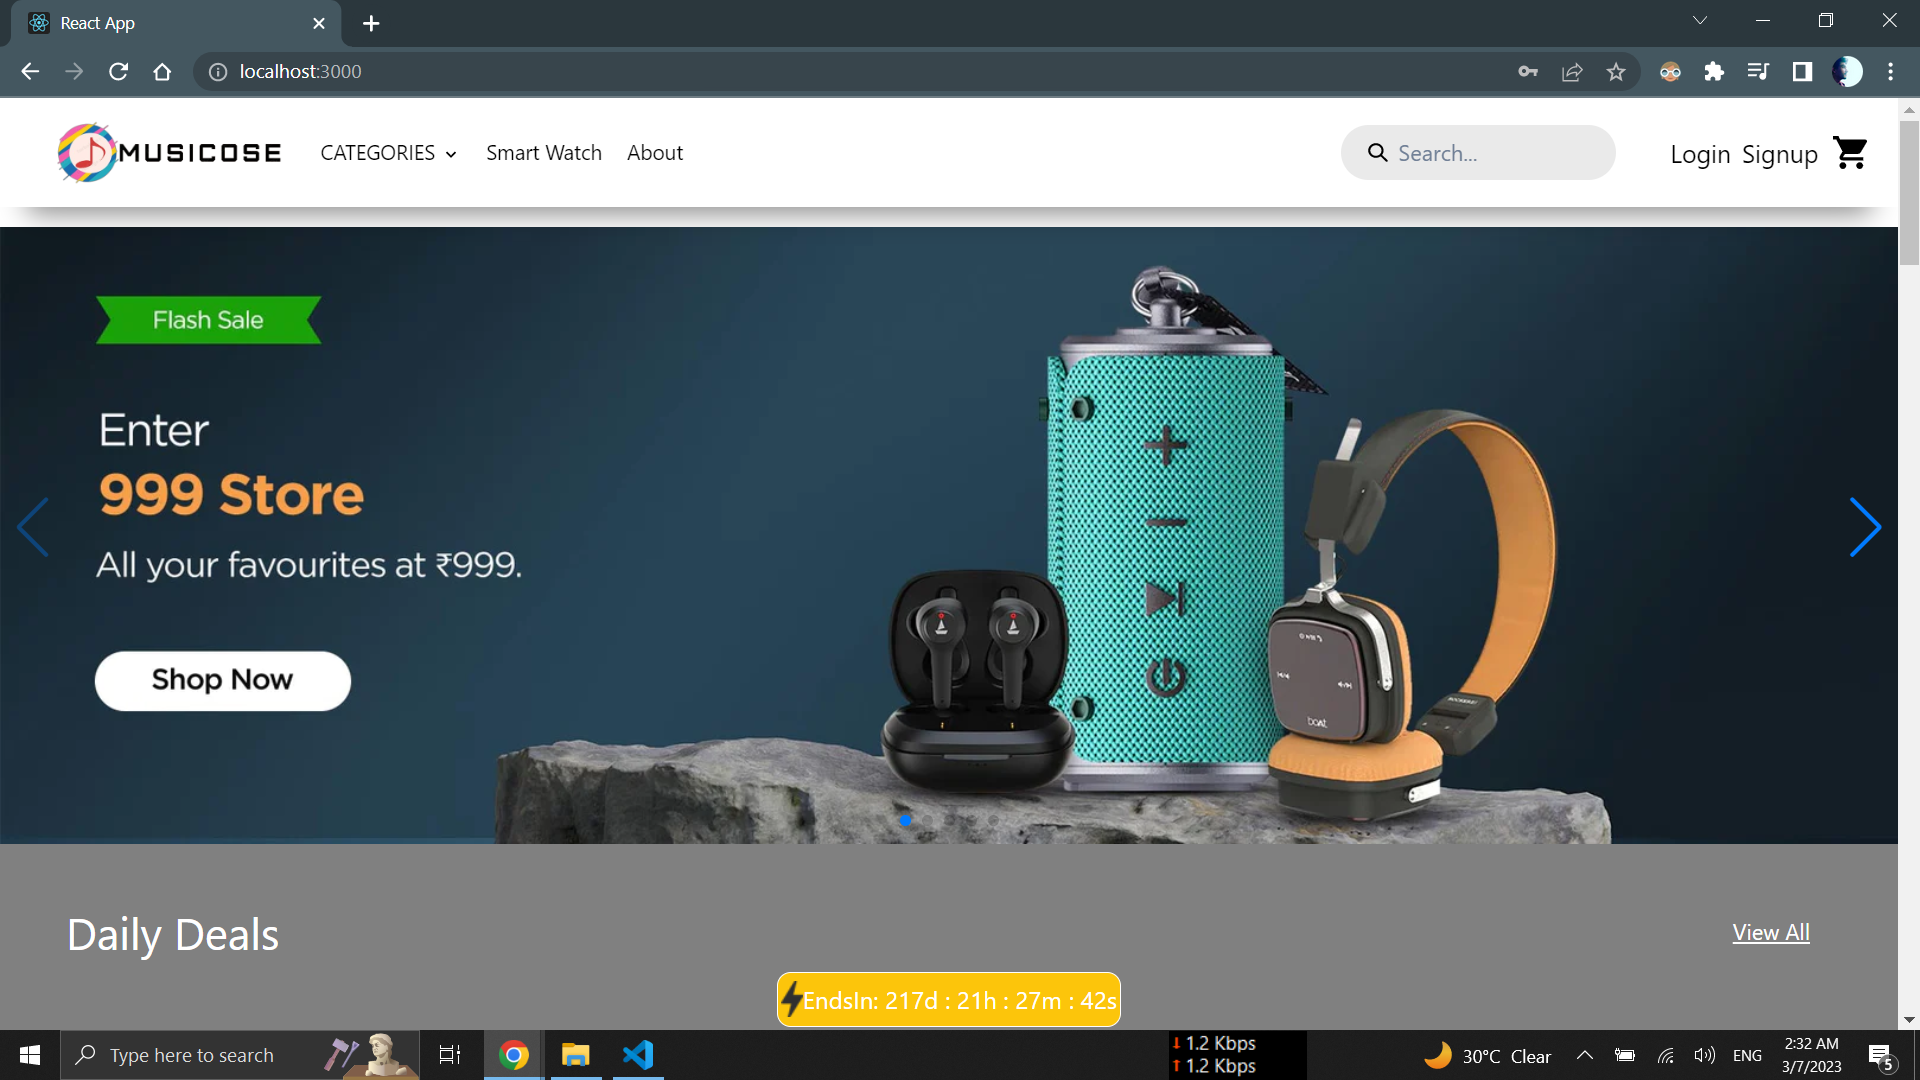 React App
localhost:3000
MUSICOSE
CATEGORIES
Smart Watch
About
Search...
Login
Signup
Flash Sale
Enter
999 Store
All your favourites at ₹999.
Shop Now
boAt
Daily Deals
View All
EndsIn: 217d : 21h : 27m : 42s
Type here to search
1.2 Kbps
1.2 Kbps
30°C Clear
ENG
2:32 AM
3/7/2023
5